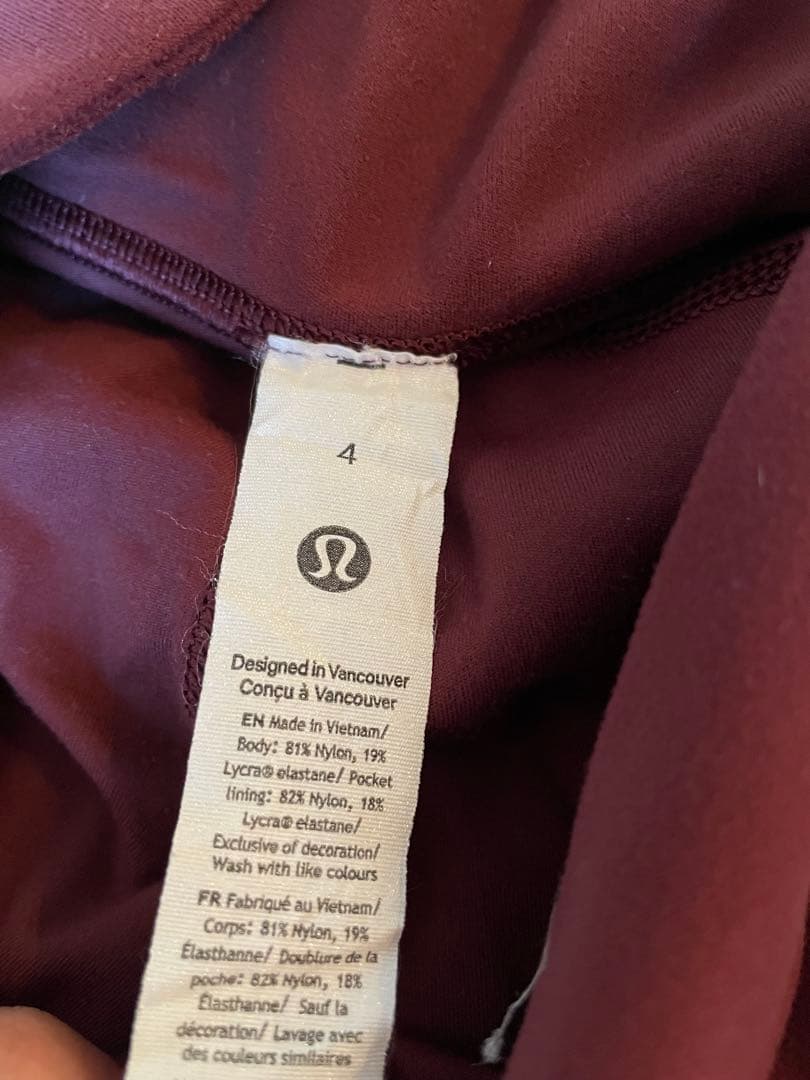 4
Designed in Vancouver
Conçu à Vancouver
EN Made in Vietnam/
Body: 81% Nylon, 19%
Lycra® elastane/ Pocket
lining: 82% Nylon, 18%
Lycra® elastane/
Exclusive of decoration/
Wash with like colours
FR Fabriqué au Vietnam/
Corps: 81% Nylon, 19%
Élasthanne/ Doublure de la
poche: 82% Nylon, 18%
Élasthanne/ Sauf la
décoration/ Lavage avec
des couleurs similaires